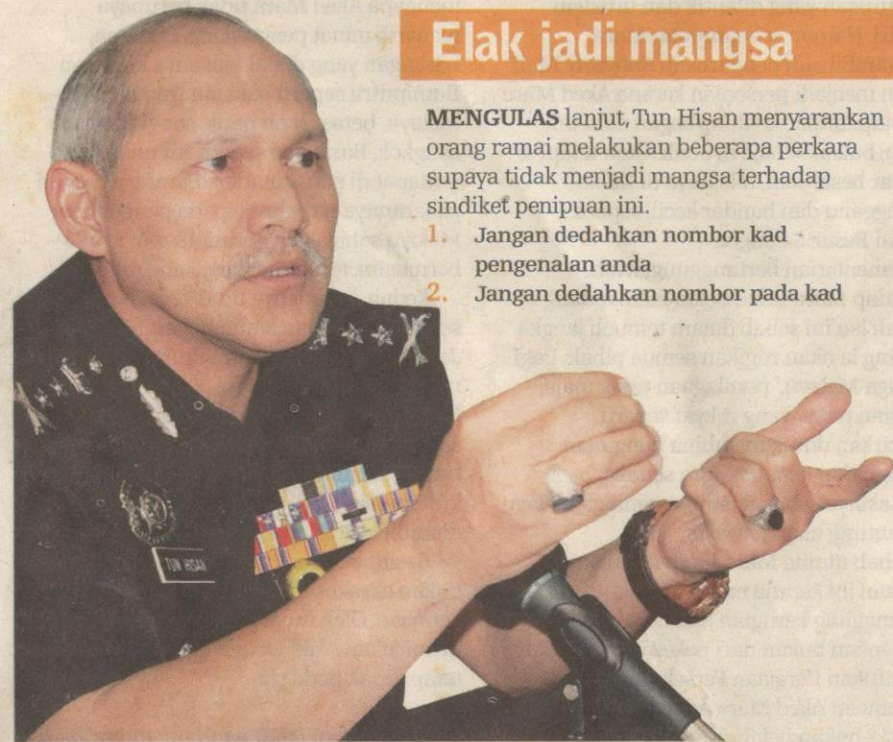 Elak jadi mangsa
MENGULAS lanjut, Tun Hisan menyarankan
orang ramai melakukan beberapa perkara
supaya tidak menjadi mangsa terhadap
sindiket penipuan ini.
1. Jangan dedahkan nombor kad
pengenalan anda
2. Jangan dedahkan nombor pada kad
TUN HISAN